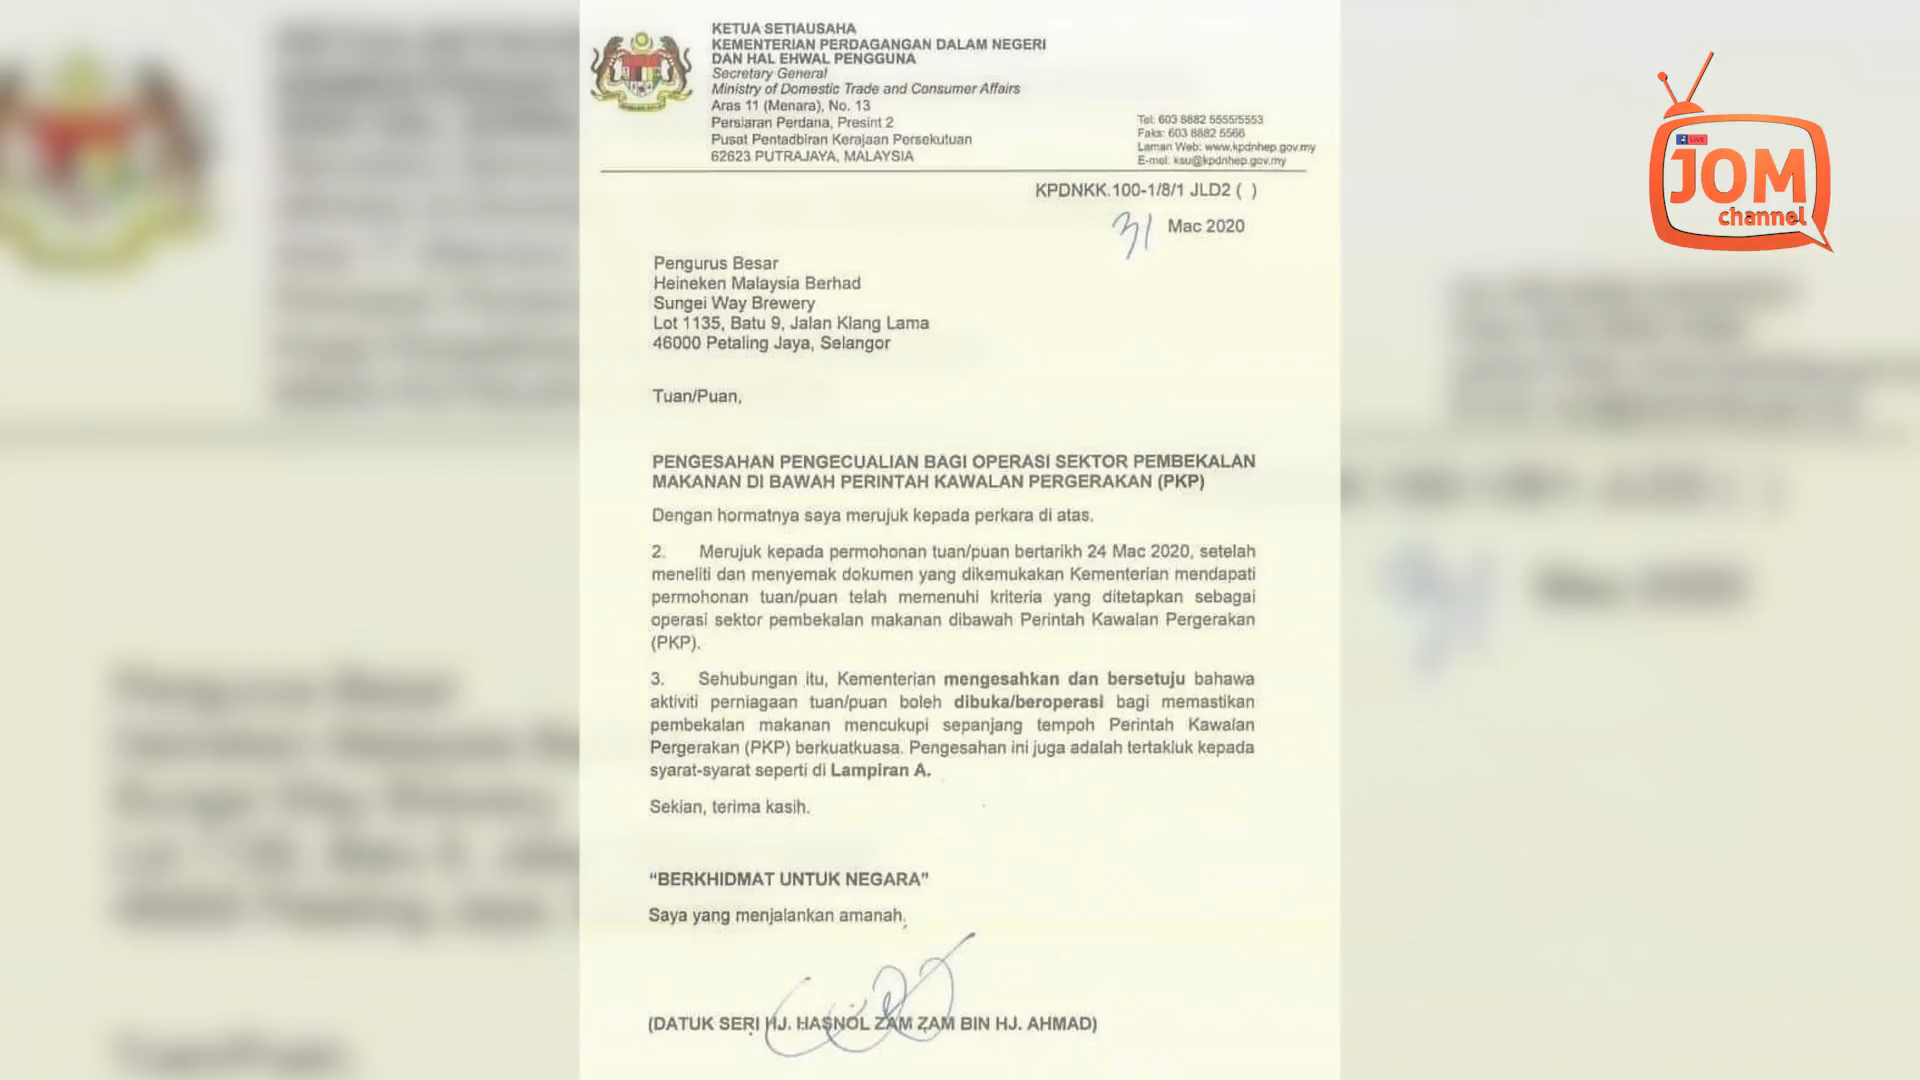 KETUA SETIAUSAHA
KEMENTERIAN PERDAGANGAN DALAM NEGERI
DAN HAL EHWAL PENGGUNA
Secretary General
Ministry of Domestic Trade and Consumer Affairs
Aras 11 (Menara), No. 13
Persiaran Perdana, Presint 2
Pusat Pentadbiran Kerajaan Persekutuan
62623 PUTRAJAYA, MALAYSIA
Tel: 603 8882 5555/5553
Faks: 603 8882 5566
Laman Web: www.kpdnhep.gov.my
E-mel: ksu@kpdnhep.gov.my
LIVE
JOM
channel
KPDNKK.100-1/8/1 JLD2 ( )
31 Mac 2020
Pengurus Besar
Heineken Malaysia Berhad
Sungei Way Brewery
Lot 1135, Batu 9, Jalan Klang Lama
46000 Petaling Jaya, Selangor
Tuan/Puan,
PENGESAHAN PENGECUALIAN BAGI OPERASI SEKTOR PEMBEKALAN
MAKANAN DI BAWAH PERINTAH KAWALAN PERGERAKAN (PKP)
Dengan hormatnya saya merujuk kepada perkara di atas.
2. Merujuk kepada permohonan tuan/puan bertarikh 24 Mac 2020, setelah
meneliti dan menyemak dokumen yang dikemukakan Kementerian mendapati
permohonan tuan/puan telah memenuhi kriteria yang ditetapkan sebagai
operasi sektor pembekalan makanan dibawah Perintah Kawalan Pergerakan
(PKP).
3. Sehubungan itu, Kementerian mengesahkan dan bersetuju bahawa
aktiviti perniagaan tuan/puan boleh dibuka/beroperasi bagi memastikan
pembekalan makanan mencukupi sepanjang tempoh Perintah Kawalan
Pergerakan (PKP) berkuatkuasa. Pengesahan ini juga adalah tertakluk kepada
syarat-syarat seperti di Lampiran A.
Sekian, terima kasih.
“BERKHIDMAT UNTUK NEGARA”
Saya yang menjalankan amanah,
(DATUK SERI HJ. HASNOL ZAM ZAM BIN HJ. AHMAD)